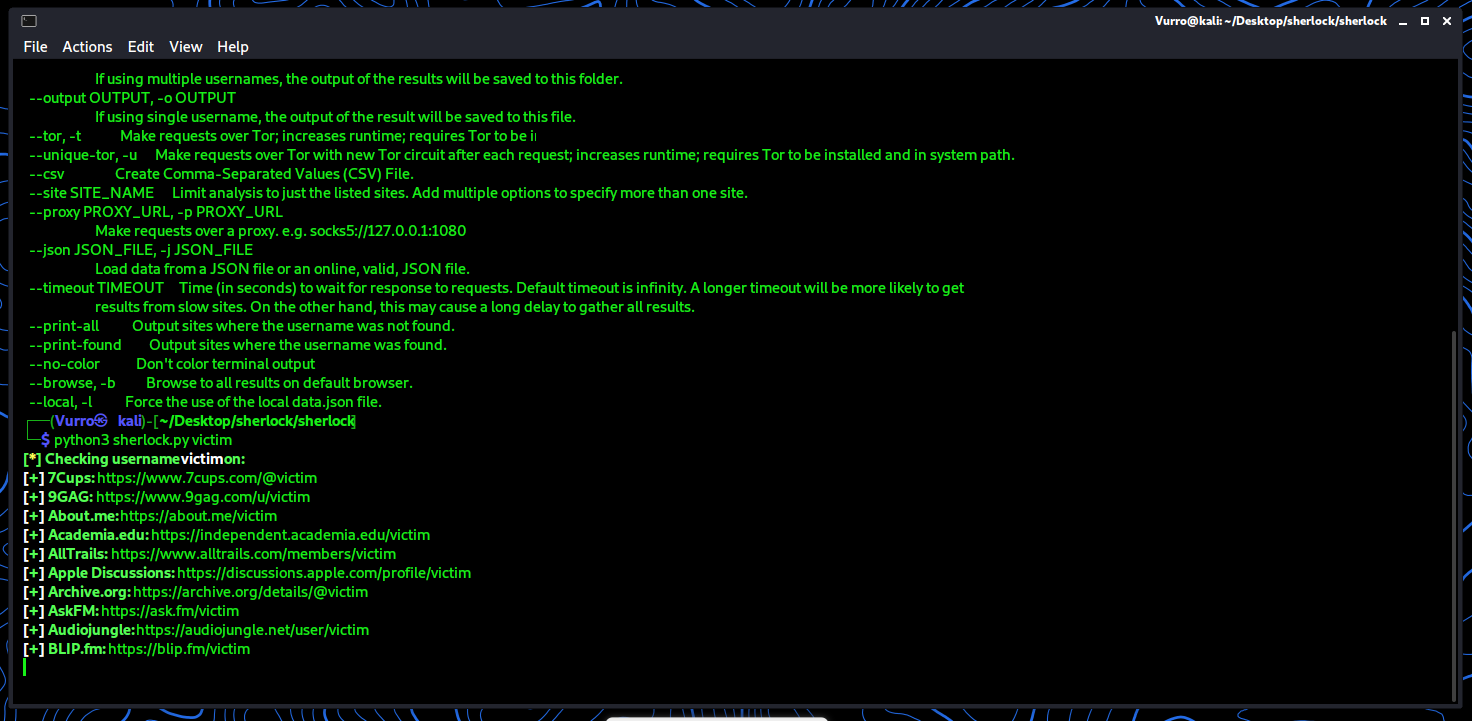 Vurro@kali: ~/Desktop/sherlock/sherlock
File Actions Edit View Help
If using multiple usernames, the output of the results will be saved to this folder.
--output OUTPUT, -o OUTPUT
If using single username, the output of the result will be saved to this file.
--tor, -t Make requests over Tor; increases runtime; requires Tor to be
--unique-tor, -u Make requests over Tor with new Tor circuit after each request; increases runtime; requires Tor to be installed and in system path.
--csv Create Comma-Separated Values (CSV) File.
--site SITE_NAME Limit analysis to just the listed sites. Add multiple options to specify more than one site.
--proxy PROXY_URL, -p PROXY_URL
Make requests over a proxy. e.g. socks5://127.0.0.1:1080
--json JSON_FILE, -j JSON_FILE
Load data from a JSON file or an online, valid, JSON file.
--timeout TIMEOUT Time (in seconds) to wait for response to requests. Default timeout is infinity. A longer timeout will be more likely to get
results from slow sites. On the other hand, this may cause a long delay to gather all results.
--print-all Output sites where the username was not found.
--print-found Output sites where the username was found.
--no-color Don't color terminal output
--browse, -b Browse to all results on default browser.
--local, -l Force the use of the local data.json file.
┌──(Vurro㉿ kali)-[~/Desktop/sherlock/sherlock]
└─$ python3 sherlock.py victim
[*] Checking username victim on:
[+] 7Cups: https://www.7cups.com/@victim
[+] 9GAG: https://www.9gag.com/u/victim
[+] About.me: https://about.me/victim
[+] Academia.edu: https://independent.academia.edu/victim
[+] AllTrails: https://www.alltrails.com/members/victim
[+] Apple Discussions: https://discussions.apple.com/profile/victim
[+] Archive.org: https://archive.org/details/@victim
[+] AskFM: https://ask.fm/victim
[+] Audiojungle: https://audiojungle.net/user/victim
[+] BLIP.fm: https://blip.fm/victim